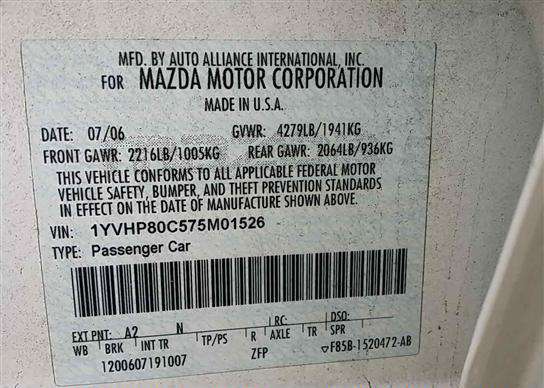 MFD. BY AUTO ALLIANCE INTERNATIONAL, INC.
FOR MAZDA MOTOR CORPORATION
MADE IN U.S.A.
DATE: 07/06 GVWR: 4279LB/1941KG
FRONT GAWR: 2216LB/1005KG REAR GAWR: 2064LB/936KG
THIS VEHICLE CONFORMS TO ALL APPLICABLE FEDERAL MOTOR
VEHICLE SAFETY, BUMPER, AND THEFT PREVENTION STANDARDS
IN EFFECT ON THE DATE OF MANUFACTURE SHOWN ABOVE.
VIN: 1YVHP80C575M01526
TYPE: Passenger Car
EXT PNT: A2 N RC: DSO:
WB BRK INT TR TP/PS R AXLE TR SPR
1200607191007 ZFP ▽F85B-1520472-AB